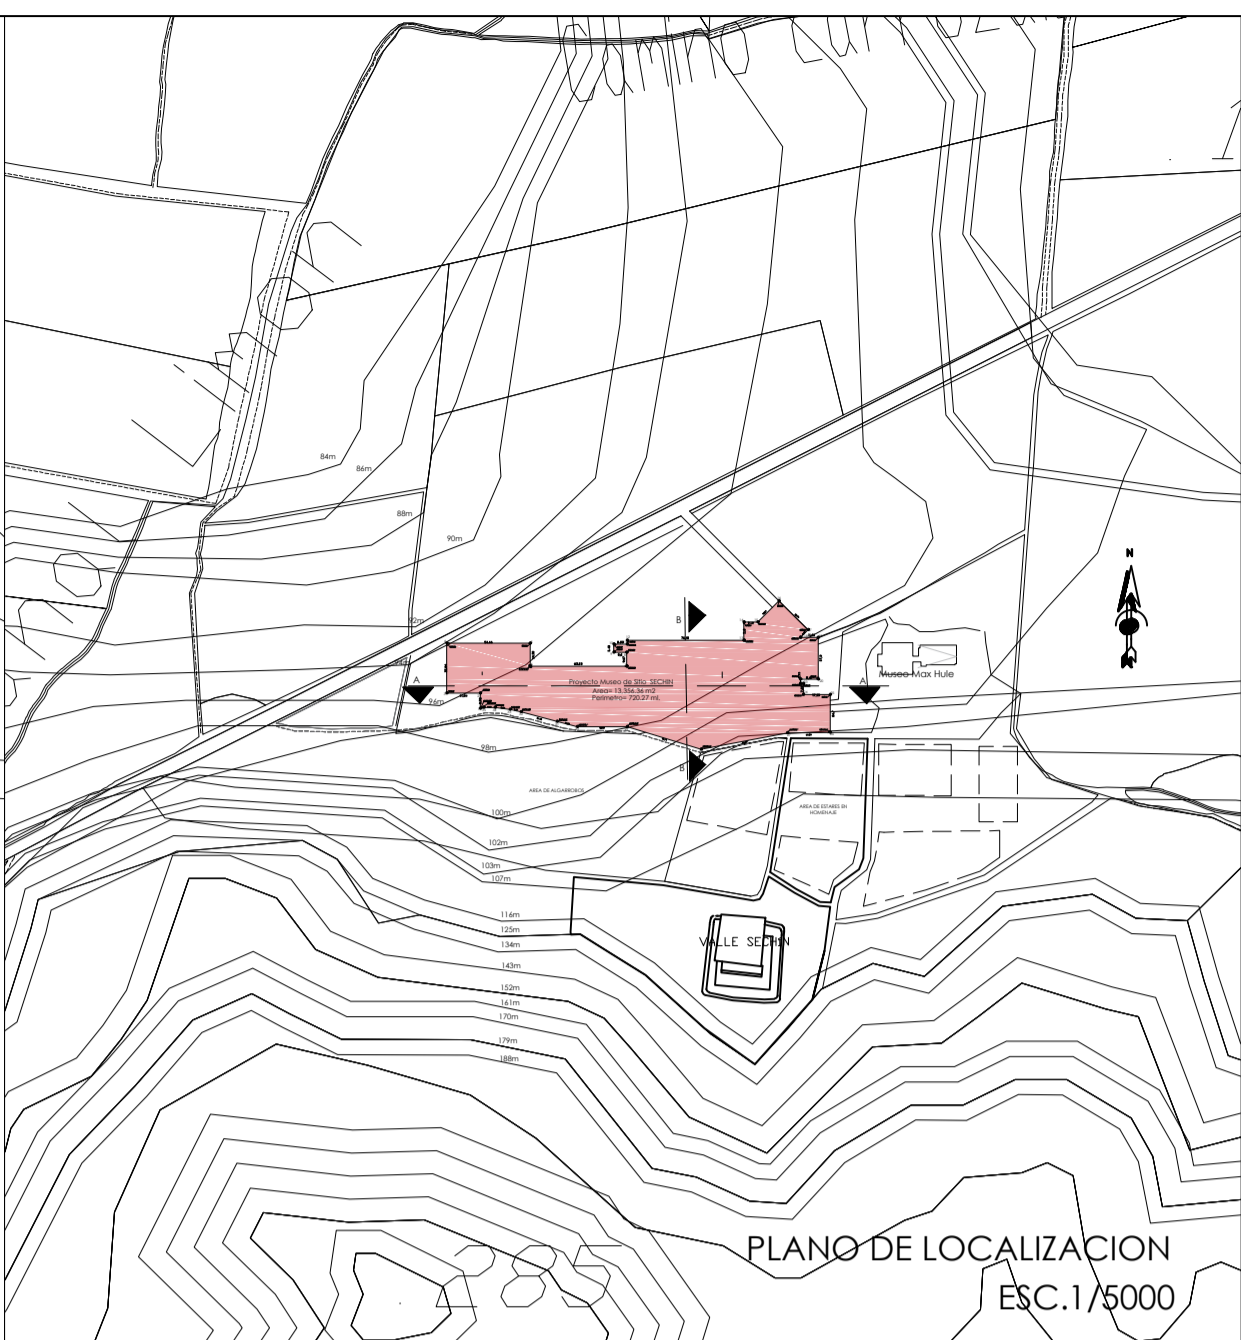 84m
86m
88m
90m
N
92m
B
Museo Max Hule
Proyecto Museo de Sitio SECHIN
Area= 13,356.36 m2
Perimetro= 720.27 ml.
A
A
96m
98m
B
AREA DE ALGARROBOS
AREA DE ESTARES EN
HOMENAJE
100m
102m
103m
107m
116m
125m
134m
VALLE SECHIN
143m
152m
161m
170m
179m
188m
PLANO DE LOCALIZACION
ESC.1/5000